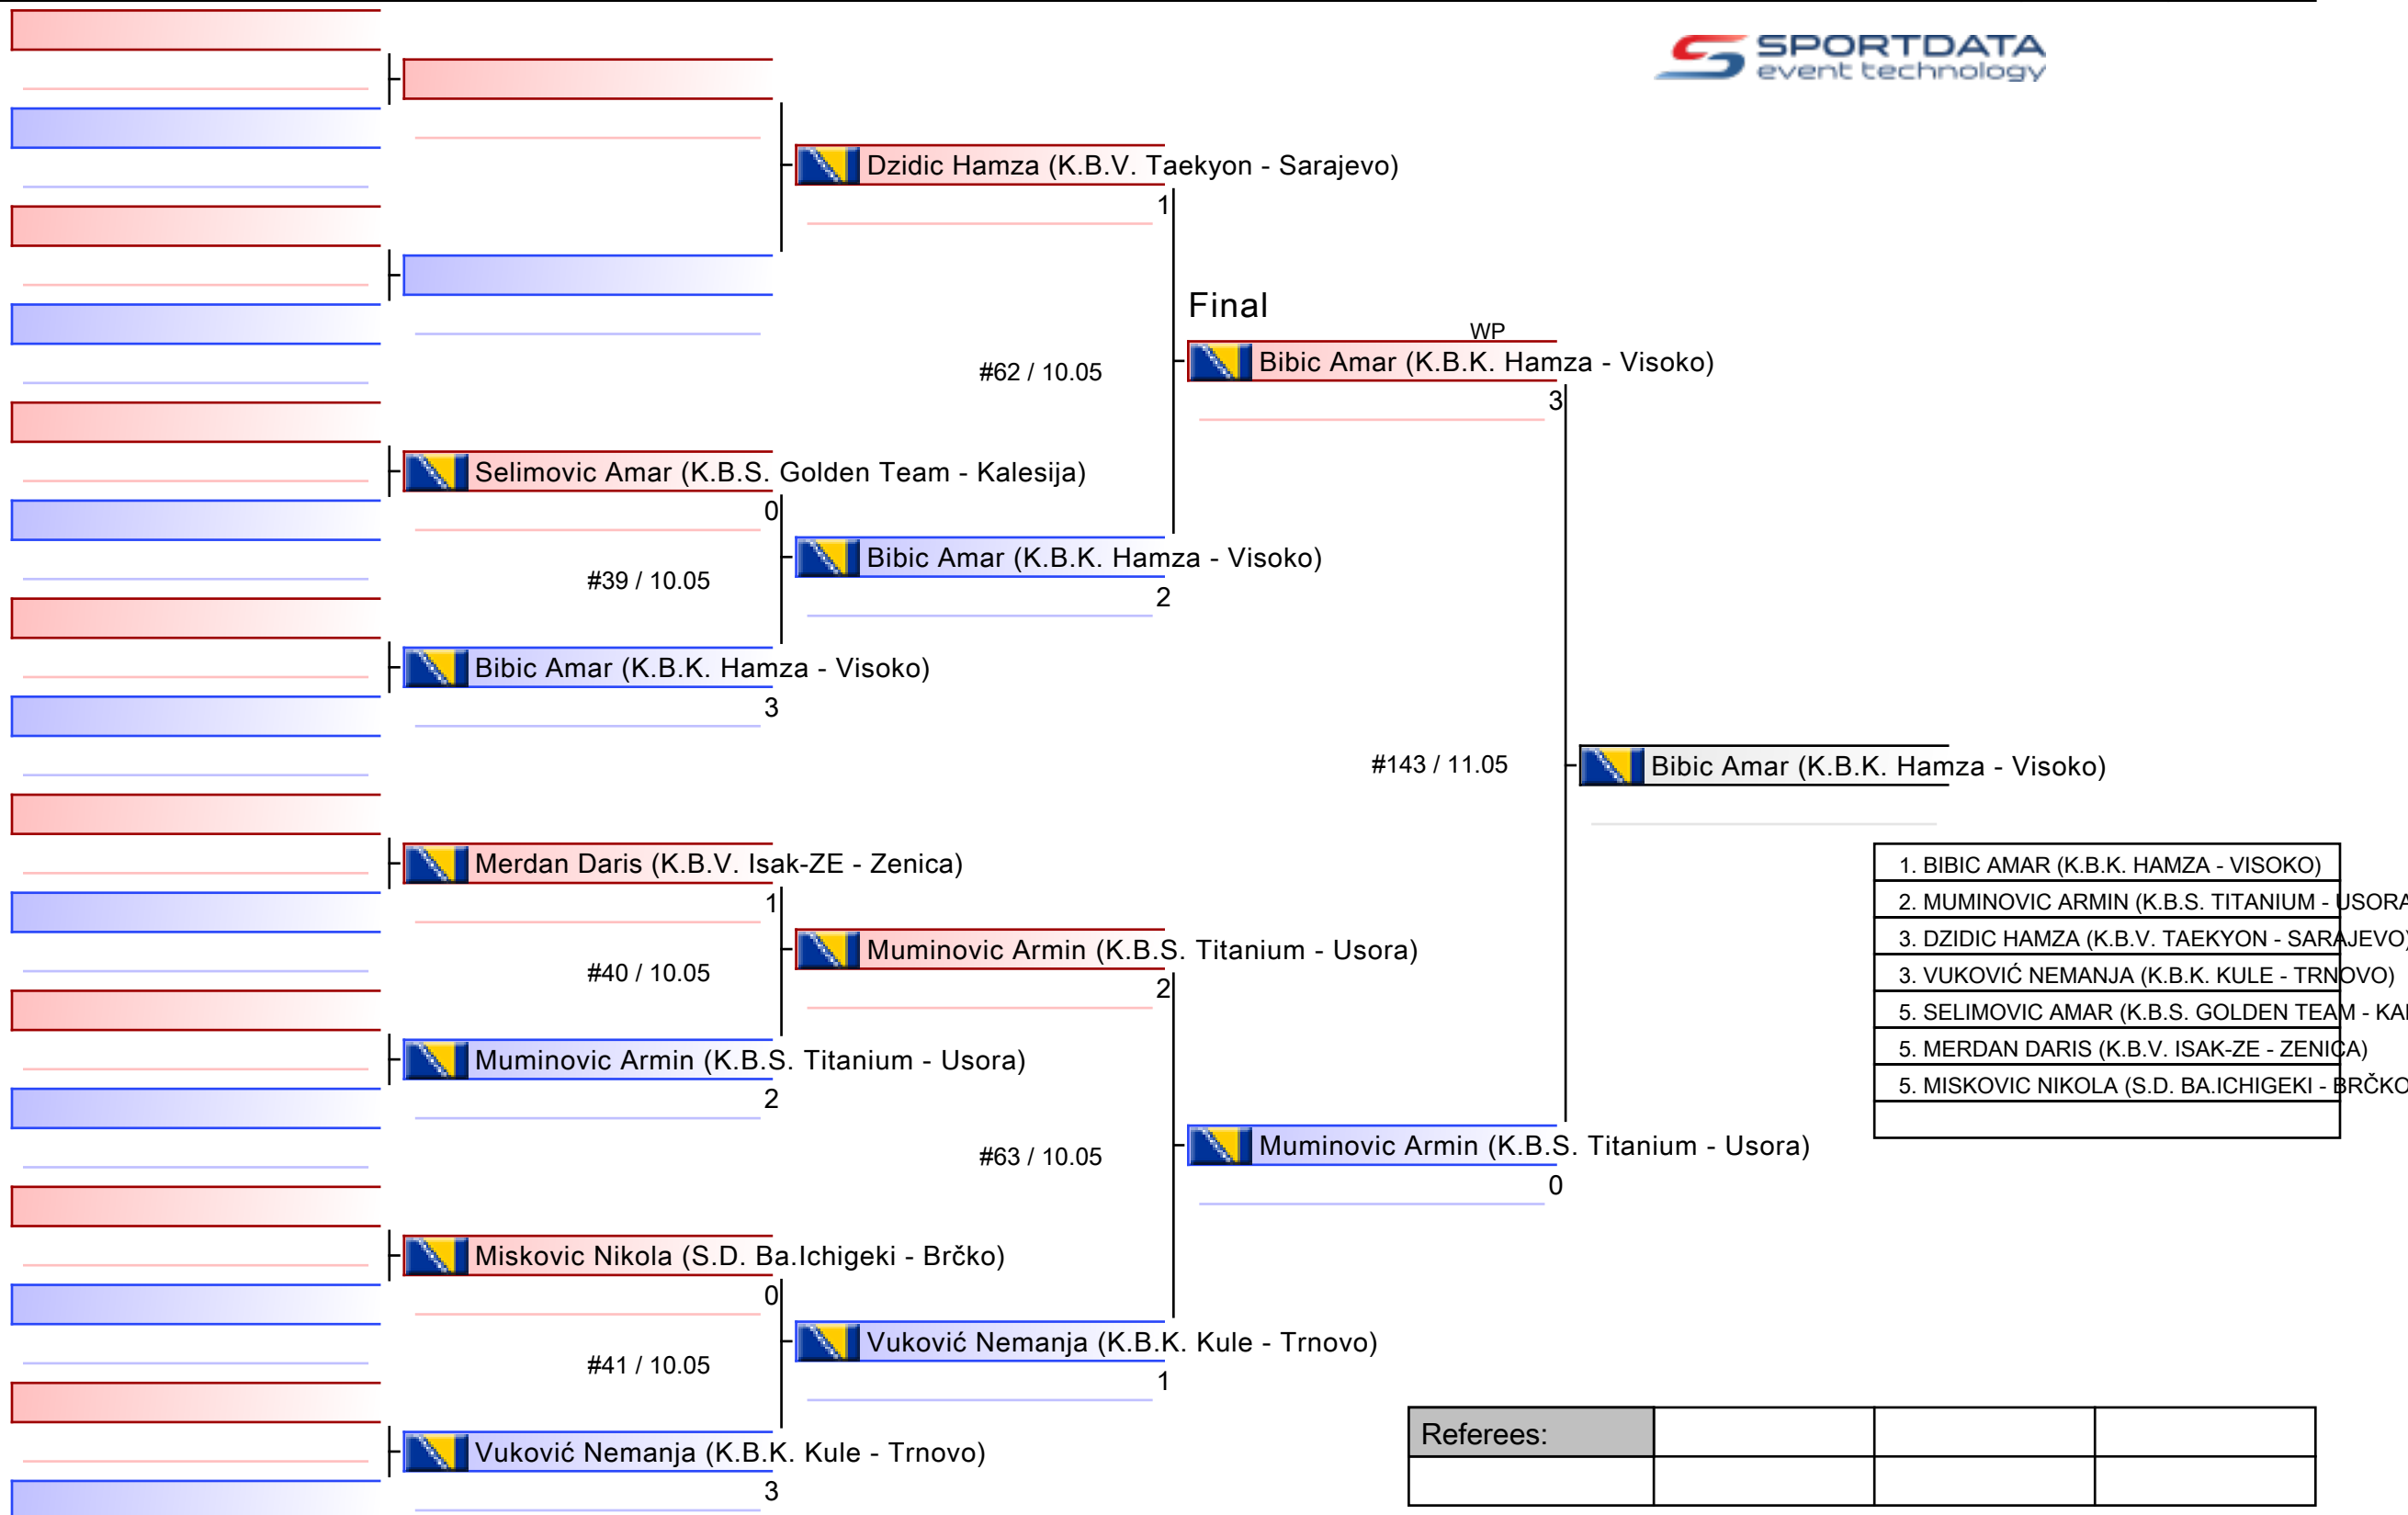 SPORTDATA
event technology
Dzidic Hamza (K.B.V. Taekyon - Sarajevo)
1
Final
WP
#62 / 10.05
Bibic Amar (K.B.K. Hamza - Visoko)
3
Selimovic Amar (K.B.S. Golden Team - Kalesija)
0
#39 / 10.05
Bibic Amar (K.B.K. Hamza - Visoko)
2
Bibic Amar (K.B.K. Hamza - Visoko)
3
#143 / 11.05
Bibic Amar (K.B.K. Hamza - Visoko)
Merdan Daris (K.B.V. Isak-ZE - Zenica)
1
#40 / 10.05
Muminovic Armin (K.B.S. Titanium - Usora)
2
Muminovic Armin (K.B.S. Titanium - Usora)
2
#63 / 10.05
Muminovic Armin (K.B.S. Titanium - Usora)
0
Miskovic Nikola (S.D. Ba.Ichigeki - Brčko)
0
#41 / 10.05
Vuković Nemanja (K.B.K. Kule - Trnovo)
1
Vuković Nemanja (K.B.K. Kule - Trnovo)
3
1. BIBIC AMAR (K.B.K. HAMZA - VISOKO)
2. MUMINOVIC ARMIN (K.B.S. TITANIUM - USORA
3. DZIDIC HAMZA (K.B.V. TAEKYON - SARAJEVO)
3. VUKOVIĆ NEMANJA (K.B.K. KULE - TRNOVO)
5. SELIMOVIC AMAR (K.B.S. GOLDEN TEAM - KA
5. MERDAN DARIS (K.B.V. ISAK-ZE - ZENICA)
5. MISKOVIC NIKOLA (S.D. BA.ICHIGEKI - BRČKO
Referees: